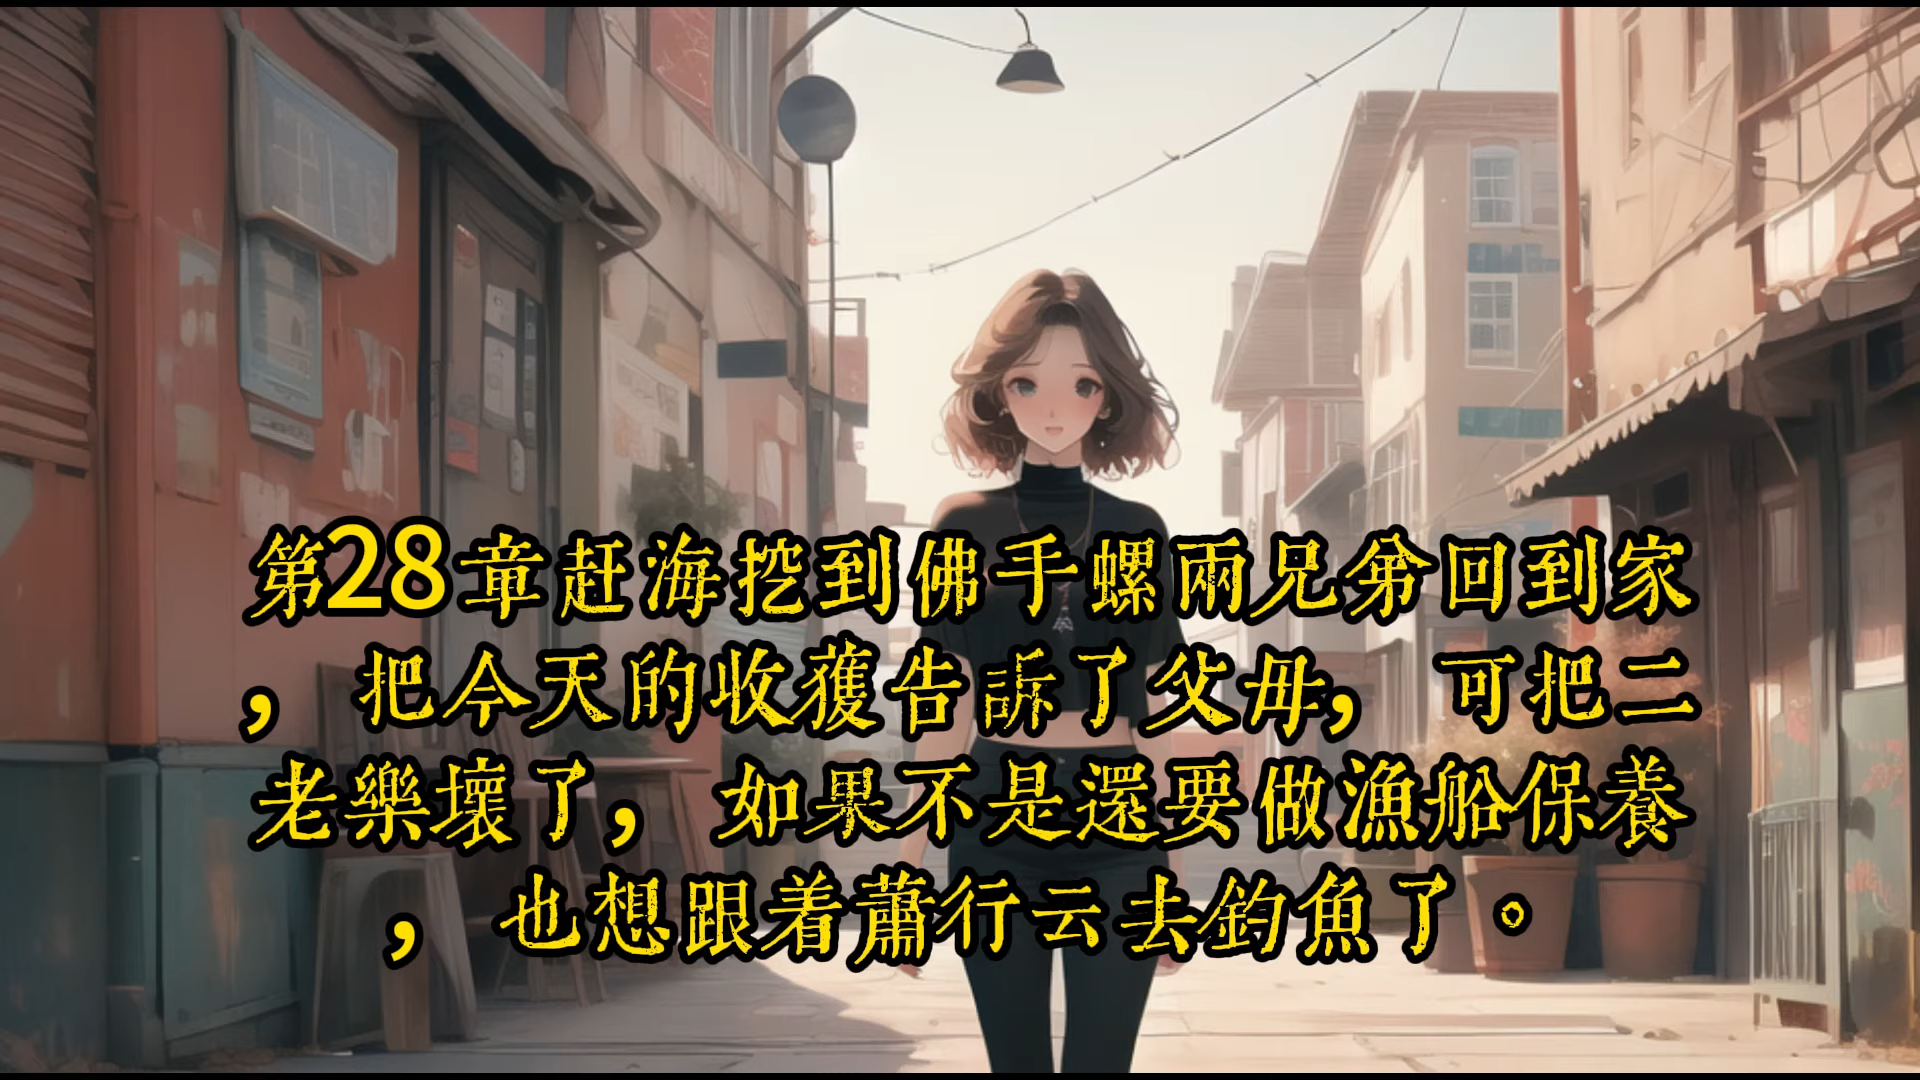 第28章赶海挖到佛手螺兩兄弟回到家
，把今天的收獲告訴了父母，可把二
老樂壞了，如果不是還要做漁船保養
，也想跟着蕭行云去釣魚了。